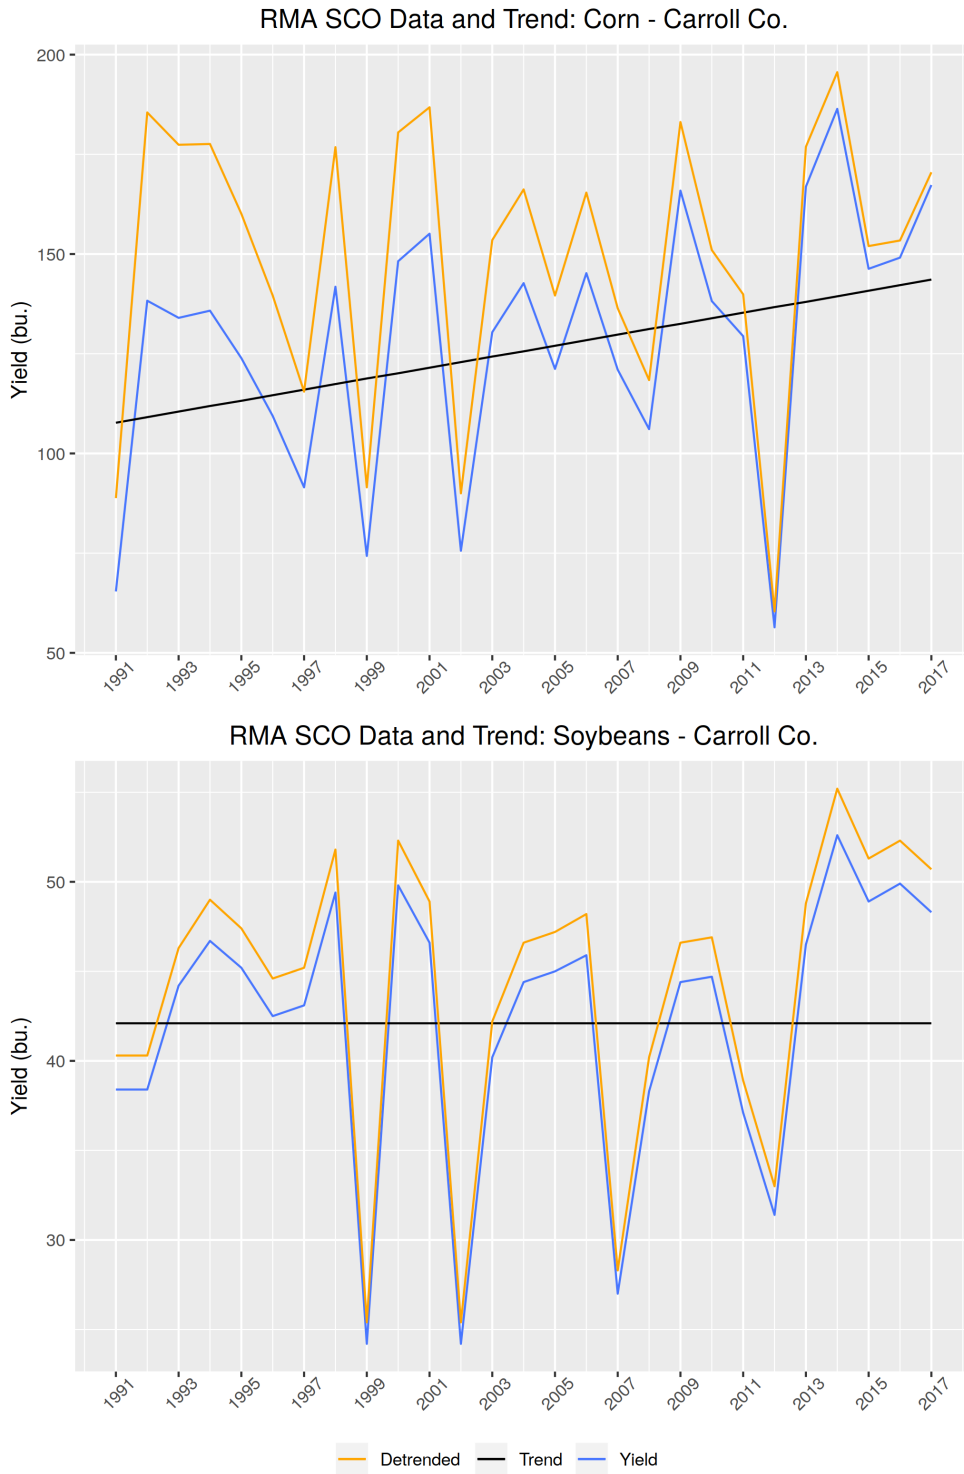 RMA SCO Data and Trend: Corn - Carroll Co.
Yield (bu.)
200
150
100
50
1991 1993 1995 1997 1999 2001 2003 2005 2007 2009 2011 2013 2015 2017
RMA SCO Data and Trend: Soybeans - Carroll Co.
Yield (bu.)
50
40
30
1991 1993 1995 1997 1999 2001 2003 2005 2007 2009 2011 2013 2015 2017
Detrended Trend Yield